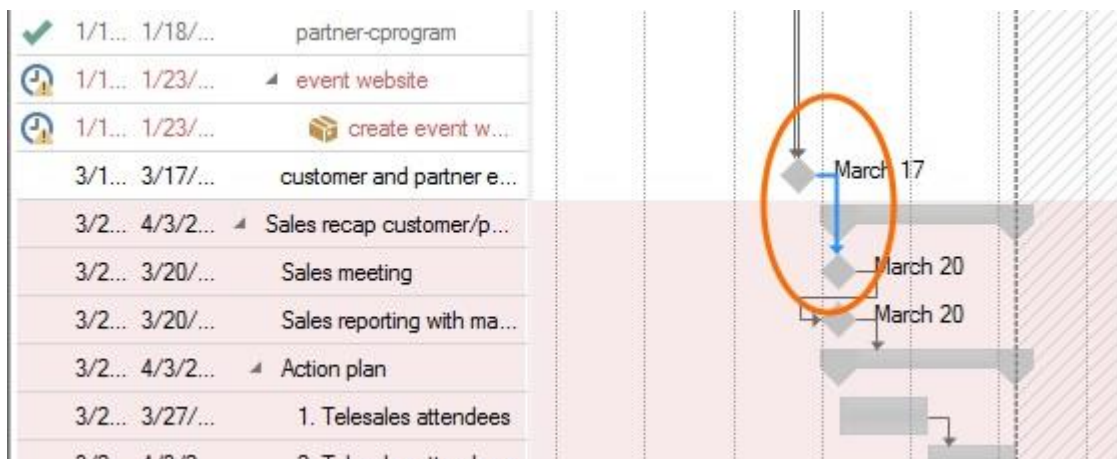 1/1... 1/18/... partner-cprogram
1/1... 1/23/... event website
1/1... 1/23/... create event w...
3/1... 3/17/... customer and partner e... March 17
3/2... 4/3/2... Sales recap customer/p...
3/2... 3/20/... Sales meeting March 20
3/2... 3/20/... Sales reporting with ma... March 20
3/2... 4/3/2... Action plan
3/2... 3/27/... 1. Telesales attendees